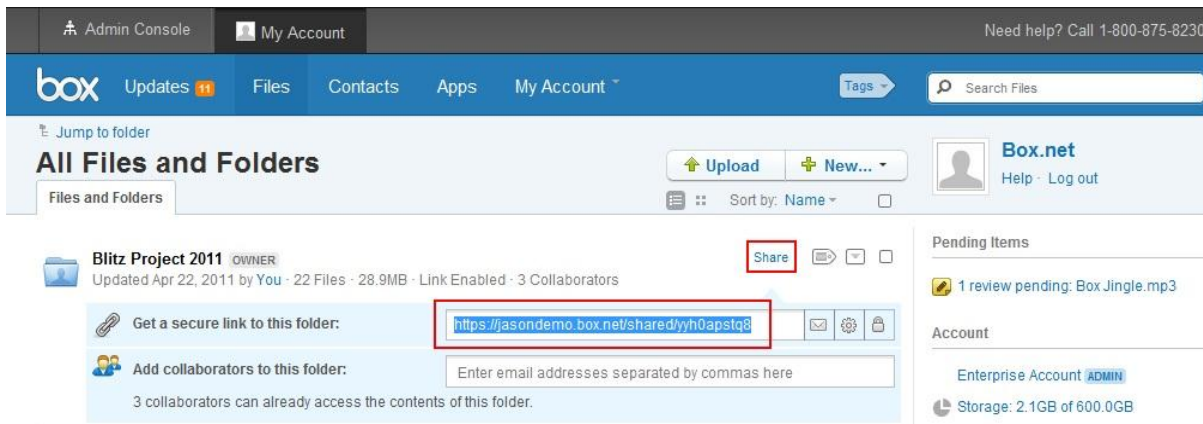 Admin Console My Account Need help? Call 1-800-875-8230
box Updates 11 Files Contacts Apps My Account Tags Search Files
Jump to folder
All Files and Folders
Upload New...
Box.net
Help · Log out
Files and Folders
Sort by: Name
Blitz Project 2011 OWNER
Share
Updated Apr 22, 2011 by You · 22 Files · 28.9MB · Link Enabled · 3 Collaborators
Get a secure link to this folder:
https://jasondemo.box.net/shared/yyh0apstq8
Add collaborators to this folder:
Enter email addresses separated by commas here
3 collaborators can already access the contents of this folder.
Pending Items
1 review pending: Box Jingle.mp3
Account
Enterprise Account ADMIN
Storage: 2.1GB of 600.0GB